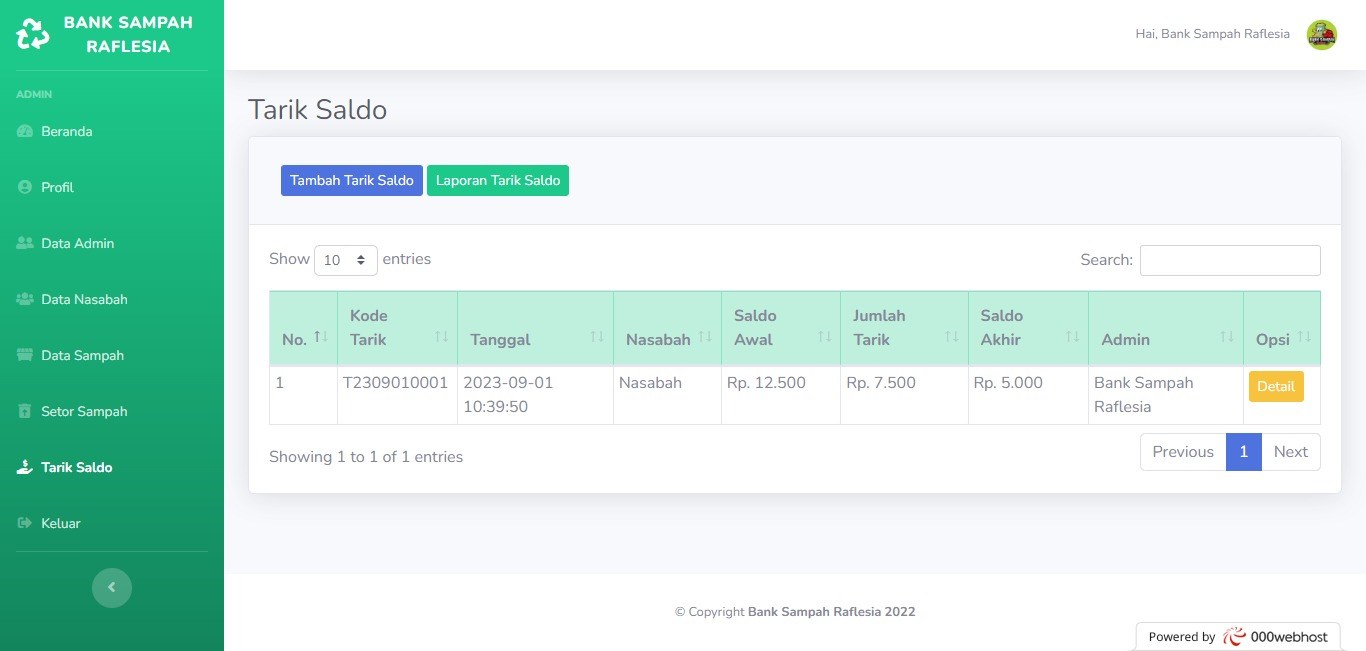 BANK SAMPAH
RAFLESIA
Hai, Bank Sampah Raflesia
ADMIN
Beranda
Profil
Data Admin
Data Nasabah
Data Sampah
Setor Sampah
Tarik Saldo
Keluar
Tarik Saldo
Tambah Tarik Saldo Laporan Tarik Saldo
Show 10 entries Search:
No. Kode Tarik Tanggal Nasabah Saldo Awal Jumlah Tarik Saldo Akhir Admin Opsi
1 T2309010001 2023-09-01 10:39:50 Nasabah Rp. 12.500 Rp. 7.500 Rp. 5.000 Bank Sampah Raflesia Detail
Showing 1 to 1 of 1 entries Previous 1 Next
© Copyright Bank Sampah Raflesia 2022
Powered by 000webhost